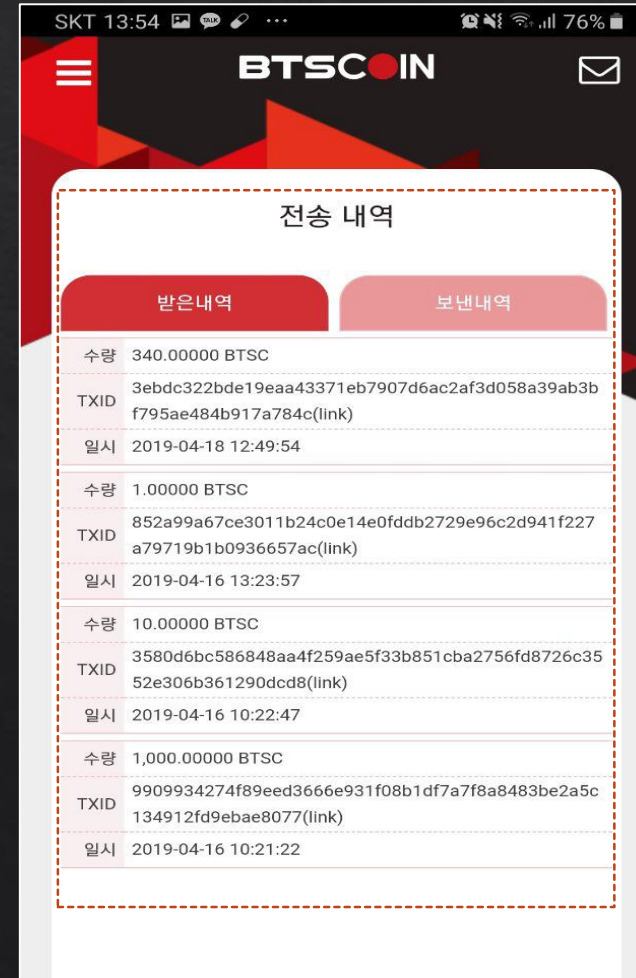 SKT 13:54 TALK ... 76%
BTSCOIN
전송 내역
받은내역 보낸내역
수량 340.00000 BTSC
TXID 3ebdc322bde19eaa43371eb7907d6ac2af3d058a39ab3b
f795ae484b917a784c(link)
일시 2019-04-18 12:49:54
수량 1.00000 BTSC
TXID 852a99a67ce3011b24c0e14e0fddb2729e96c2d941f227
a79719b1b0936657ac(link)
일시 2019-04-16 13:23:57
수량 10.00000 BTSC
TXID 3580d6bc586848aa4f259ae5f33b851cba2756fd8726c35
52e306b361290dcd8(link)
일시 2019-04-16 10:22:47
수량 1,000.00000 BTSC
TXID 9909934274f89eed3666e931f08b1df7a7f8a8483be2a5c
134912fd9ebae8077(link)
일시 2019-04-16 10:21:22